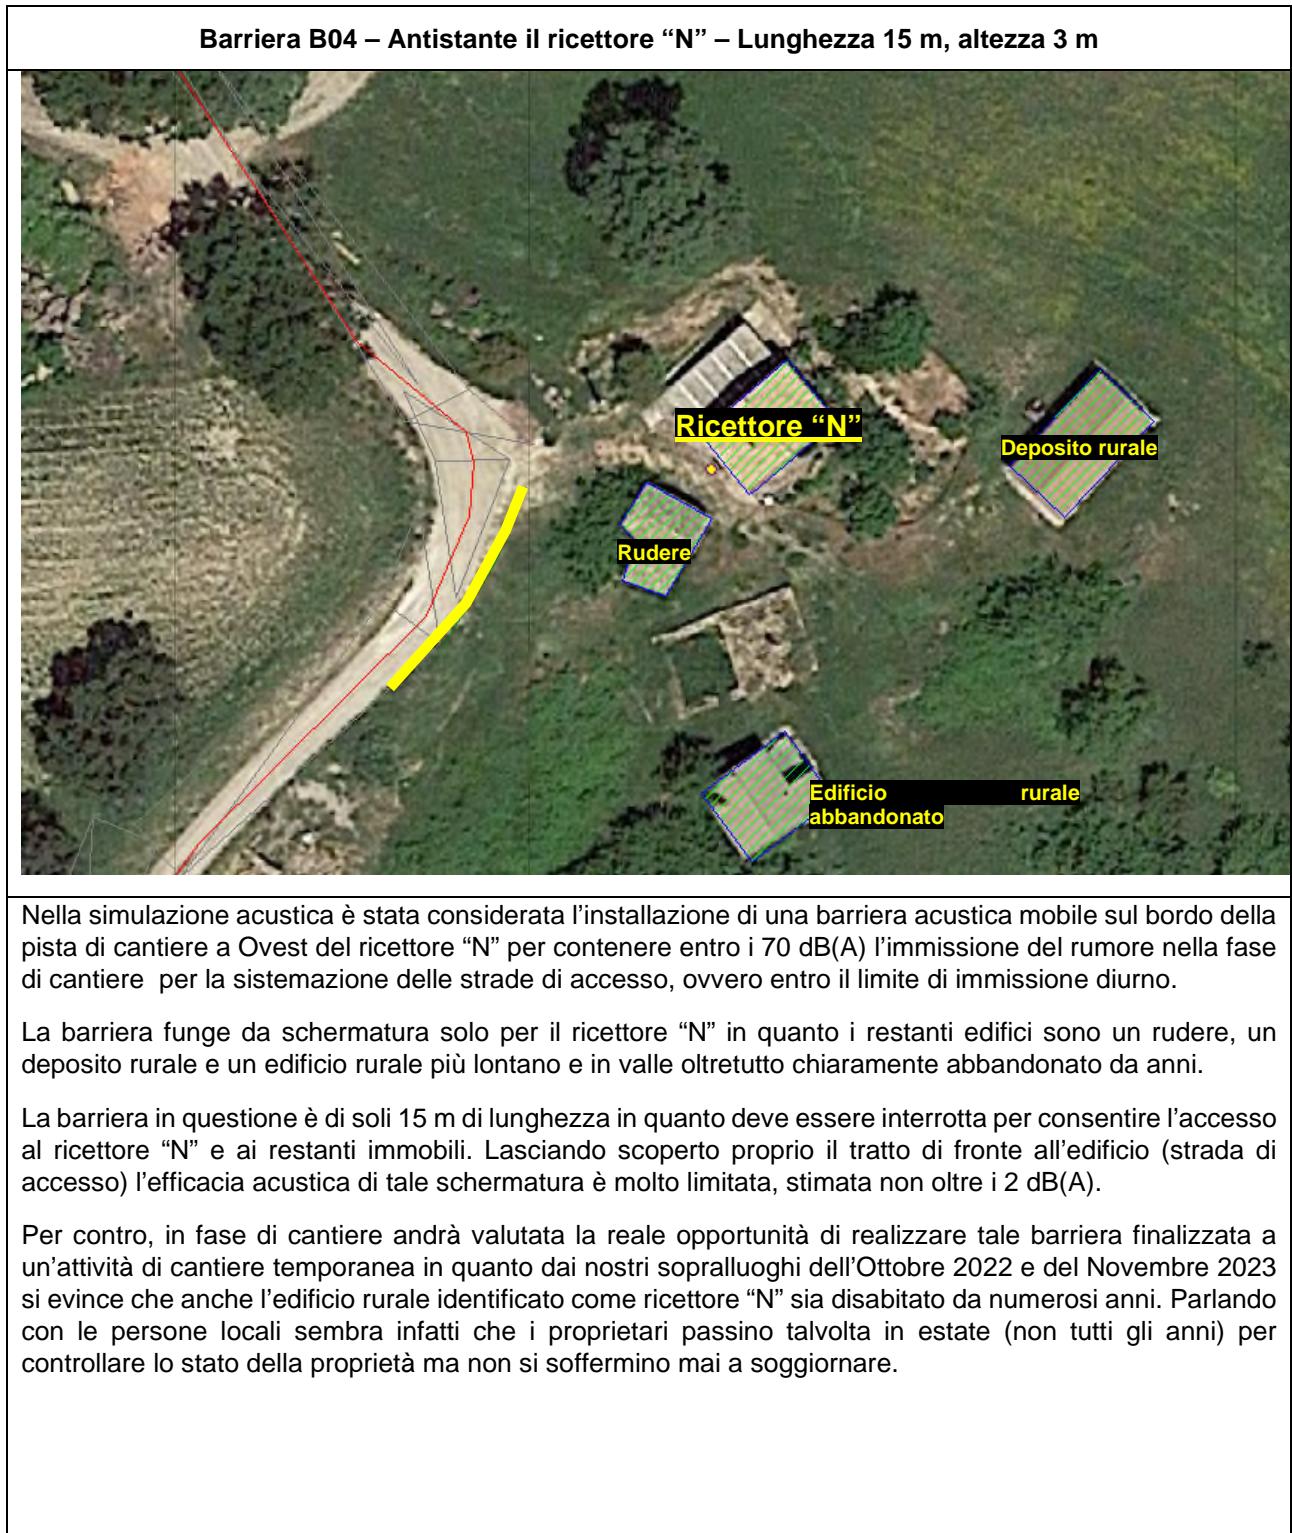 Barriera B04 – Antistante il ricettore “N” – Lunghezza 15 m, altezza 3 m
Ricettore “N”
Deposito rurale
Rudere
Edificio rurale
abbandonato
Nella simulazione acustica è stata considerata l’installazione di una barriera acustica mobile sul bordo della
pista di cantiere a Ovest del ricettore “N” per contenere entro i 70 dB(A) l’immissione del rumore nella fase
di cantiere per la sistemazione delle strade di accesso, ovvero entro il limite di immissione diurno.
La barriera funge da schermatura solo per il ricettore “N” in quanto i restanti edifici sono un rudere, un
deposito rurale e un edificio rurale più lontano e in valle oltretutto chiaramente abbandonato da anni.
La barriera in questione è di soli 15 m di lunghezza in quanto deve essere interrotta per consentire l’accesso
al ricettore “N” e ai restanti immobili. Lasciando scoperto proprio il tratto di fronte all’edificio (strada di
accesso) l’efficacia acustica di tale schermatura è molto limitata, stimata non oltre i 2 dB(A).
Per contro, in fase di cantiere andrà valutata la reale opportunità di realizzare tale barriera finalizzata a
un’attività di cantiere temporanea in quanto dai nostri sopralluoghi dell’Ottobre 2022 e del Novembre 2023
si evince che anche l’edificio rurale identificato come ricettore “N” sia disabitato da numerosi anni. Parlando
con le persone locali sembra infatti che i proprietari passino talvolta in estate (non tutti gli anni) per
controllare lo stato della proprietà ma non si soffermino mai a soggiornare.